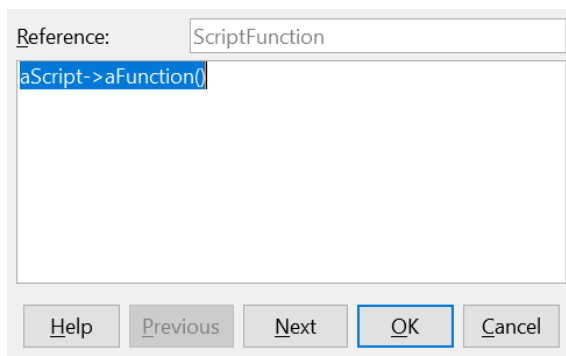 Reference: ScriptFunction
aScript->aFunction()
Help Previous Next OK Cancel